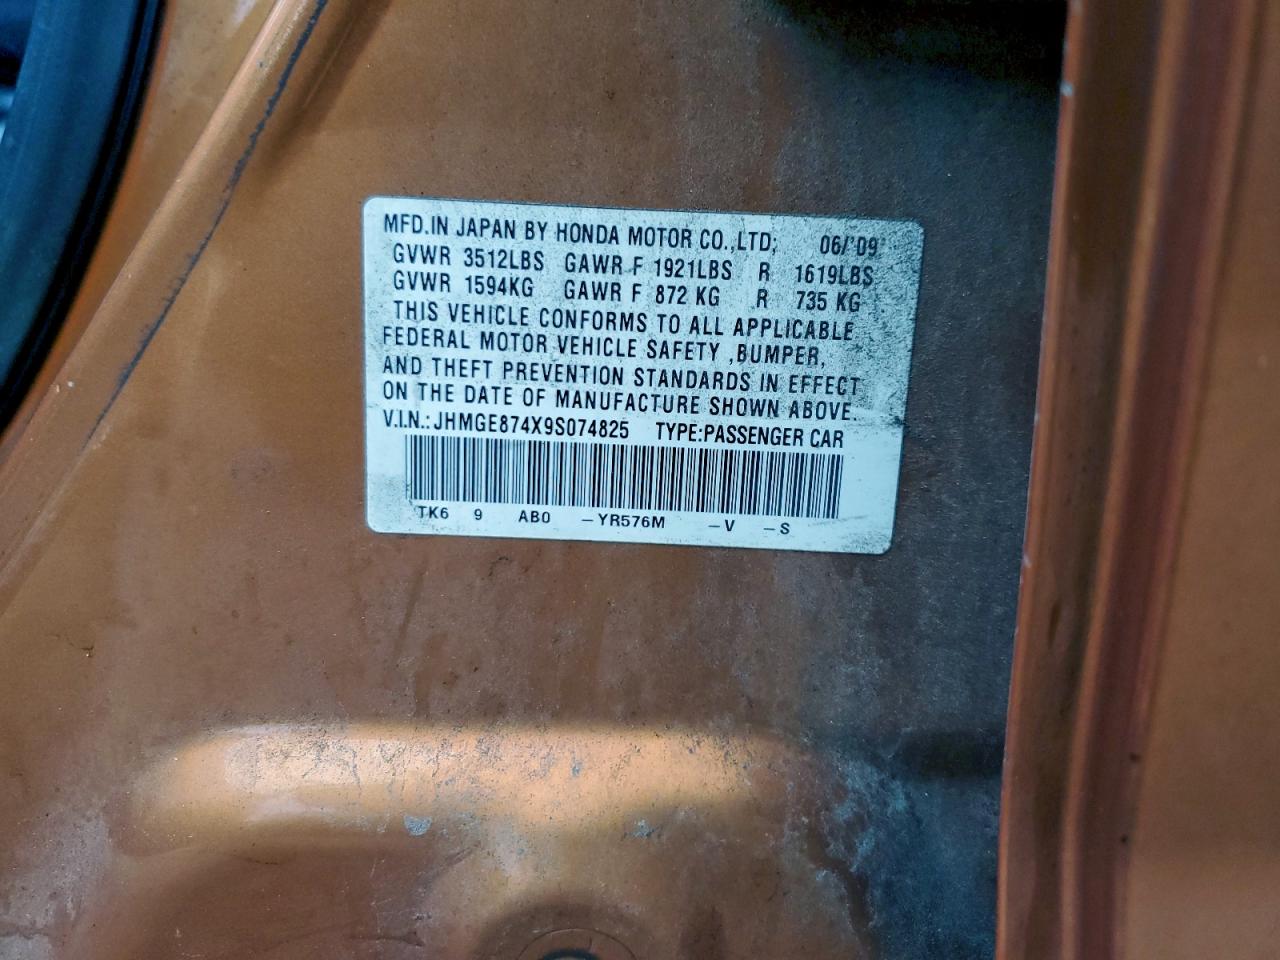 MFD.IN JAPAN BY HONDA MOTOR CO.,LTD; 06/'09
GVWR 3512LBS GAWR F 1921LBS R 1619LBS
GVWR 1594KG GAWR F 872 KG R 735 KG
THIS VEHICLE CONFORMS TO ALL APPLICABLE
FEDERAL MOTOR VEHICLE SAFETY ,BUMPER,
AND THEFT PREVENTION STANDARDS IN EFFECT
ON THE DATE OF MANUFACTURE SHOWN ABOVE.
V.I.N.:JHMGE874X9S074825 TYPE:PASSENGER CAR
TK6 9 AB0 -YR576M -V -S